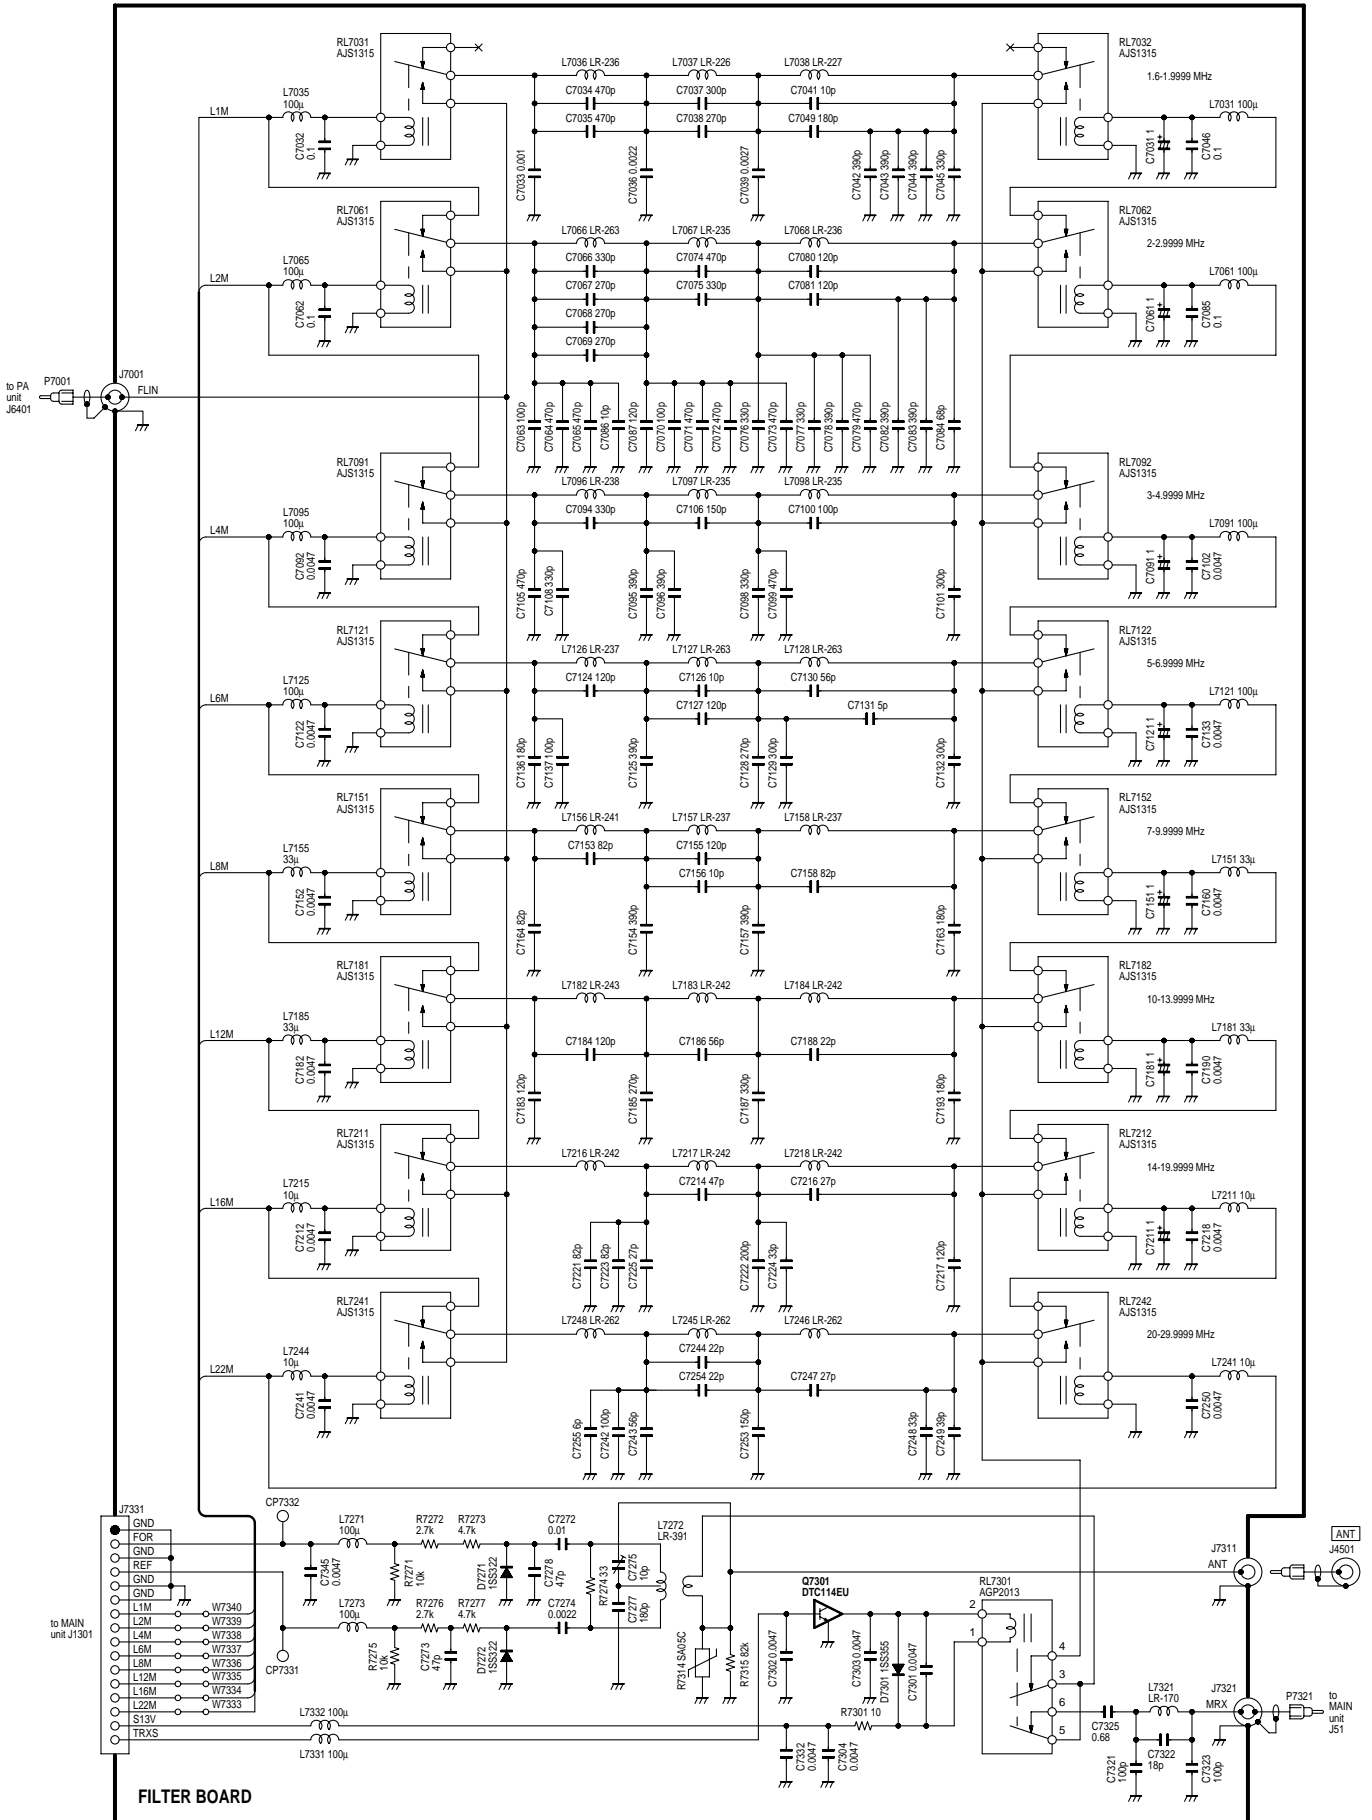 RL7031
AJS1315
L7036 LR-236
L7037 LR-226
L7038 LR-227
RL7032
AJS1315
1.6-1.9999 MHz
C7034 470p
C7037 300p
C7041 10p
L7035
100µ
L1M
C7035 470p
C7038 270p
C7049 180p
L7031 100µ
C7032
0.1
C7033 0.001
C7036 0.0022
C7039 0.0027
C7042 390p
C7043 390p
C7044 390p
C7045 330p
C7031 1
C7046
0.1
RL7061
AJS1315
L7066 LR-263
L7067 LR-235
L7068 LR-236
RL7062
AJS1315
2-2.9999 MHz
C7066 330p
C7074 470p
C7080 120p
L7065
100µ
L2M
C7067 270p
C7075 330p
C7081 120p
L7061 100µ
C7068 270p
C7069 270p
C7062
0.1
C7061 1
C7085
0.1
to PA
unit
J6401
P7001
J7001
FLIN
C7063 100p
C7064 470p
C7065 470p
C7086 10p
C7087 120p
C7070 100p
C7071 470p
C7072 470p
C7076 330p
C7073 470p
C7077 330p
C7078 390p
C7079 470p
C7082 390p
C7083 390p
C7084 68p
RL7091
AJS1315
L7096 LR-238
L7097 LR-235
L7098 LR-235
RL7092
AJS1315
3-4.9999 MHz
C7094 330p
C7106 150p
C7100 100p
L7095
100µ
L4M
L7091 100µ
C7092
0.0047
C7105 470p
C7108 330p
C7095 390p
C7096 390p
C7098 330p
C7099 470p
C7101 300p
C7091 1
C7102
0.0047
RL7121
AJS1315
L7126 LR-237
L7127 LR-263
L7128 LR-263
RL7122
AJS1315
5-6.9999 MHz
C7124 120p
C7126 10p
C7130 56p
L7125
100µ
L6M
C7127 120p
C7131 5p
L7121 100µ
C7122
0.0047
C7136 180p
C7137 100p
C7125 390p
C7128 270p
C7129 300p
C7132 300p
C7121 1
C7133
0.0047
RL7151
AJS1315
L7156 LR-241
L7157 LR-237
L7158 LR-237
RL7152
AJS1315
7-9.9999 MHz
C7153 82p
C7155 120p
L7155
33µ
L8M
C7156 10p
C7158 82p
L7151 33µ
C7152
0.0047
C7164 82p
C7154 390p
C7157 390p
C7163 180p
C7151 1
C7160
0.0047
RL7181
AJS1315
L7182 LR-243
L7183 LR-242
L7184 LR-242
RL7182
AJS1315
10-13.9999 MHz
L7185
33µ
L12M
C7184 120p
C7186 56p
C7188 22p
L7181 33µ
C7182
0.0047
C7183 120p
C7185 270p
C7187 330p
C7193 180p
C7181 1
C7190
0.0047
RL7211
AJS1315
L7216 LR-242
L7217 LR-242
L7218 LR-242
RL7212
AJS1315
14-19.9999 MHz
C7214 47p
C7216 27p
L7215
10µ
L16M
L7211 10µ
C7212
0.0047
C7221 82p
C7223 82p
C7225 27p
C7222 200p
C7224 33p
C7217 120p
C7211 1
C7218
0.0047
RL7241
AJS1315
L7248 LR-262
L7245 LR-262
L7246 LR-262
RL7242
AJS1315
20-29.9999 MHz
C7244 22p
L7244
10µ
L22M
C7254 22p
C7247 27p
L7241 10µ
C7241
0.0047
C7255 6p
C7242 100p
C7243 56p
C7253 150p
C7248 33p
C7249 39p
C7250
0.0047
J7331
GND
FOR
GND
REF
GND
GND
L1M
L2M
L4M
L6M
L8M
L12M
L16M
L22M
S13V
TRXS
W7340
W7339
W7338
W7337
W7336
W7335
W7334
W7333
to MAIN
unit J1301
CP7332
CP7331
L7271
100µ
R7272
2.7k
R7273
4.7k
C7272
0.01
L7272
LR-391
C7345
0.0047
R7271
10k
D7271
1SS322
C7278
47p
R7274 33
C7275
10p
C7277
180p
L7273
100µ
R7276
2.7k
R7277
4.7k
C7274
0.0022
R7275
10k
C7273
47p
D7272
1SS322
R7314 SA05C
R7315 82k
Q7301
DTC114EU
C7302 0.0047
C7303 0.0047
D7301 1SS355
C7301 0.0047
RL7301
AGP2013
2
1
4
3
6
5
R7301 10
C7332
0.0047
C7304
0.0047
L7332 100µ
L7331 100µ
J7311
ANT
ANT
J4501
L7321
LR-170
C7325
0.68
C7322
18p
C7321
100p
C7323
100p
J7321
MRX
P7321
to
MAIN
unit
J51
FILTER BOARD